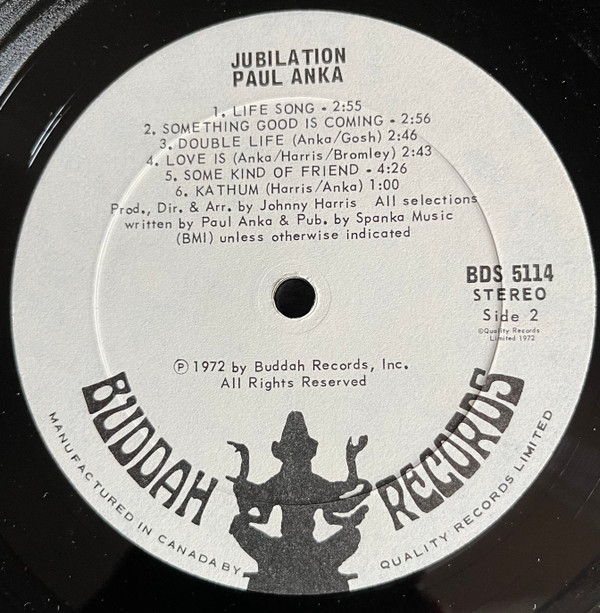 JUBILATION
PAUL ANKA
1. LIFE SONG - 2:55
2. SOMETHING GOOD IS COMING - 2:56
3. DOUBLE LIFE (Anka/Gosh) 2:46
4. LOVE IS (Anka/Harris/Bromley) 2:43
5. SOME KIND OF FRIEND - 4:26
6. KATHUM (Harris/Anka) 1:00
Prod., Dir. & Arr. by Johnny Harris All selections
written by Paul Anka & Pub. by Spanka Music
(BMI) unless otherwise indicated
BDS 5114
STEREO
Side 2
©Quality Records
Limited 1972
℗ 1972 by Buddah Records, Inc.
All Rights Reserved
BUDDAH RECORDS
MANUFACTURED IN CANADA BY QUALITY RECORDS LIMITED